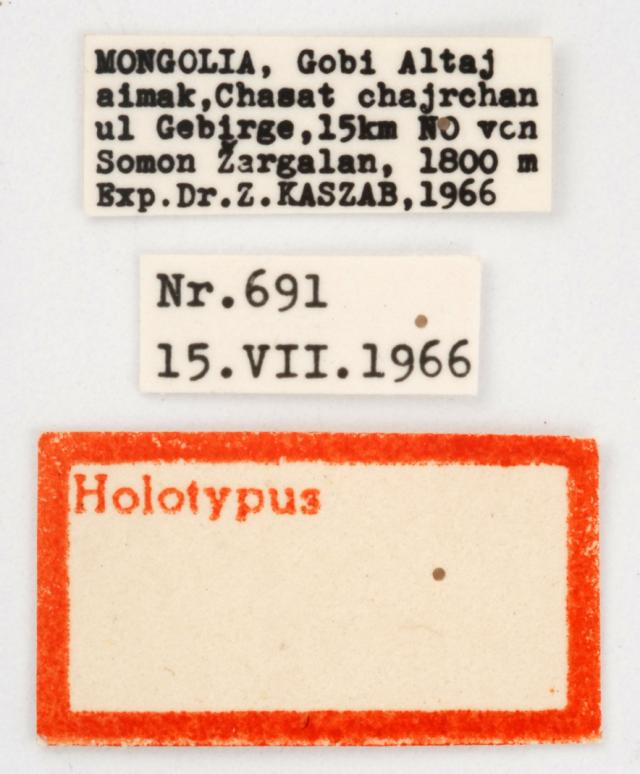 MONGOLIA, Gobi Altaj
aimak,Chasat chajrchan
ul Gebirge,15km NO von
Somon Žargalan, 1800 m
Exp.Dr.Z.KASZAB,1966
Nr.691
15.VII.1966
Holotypus